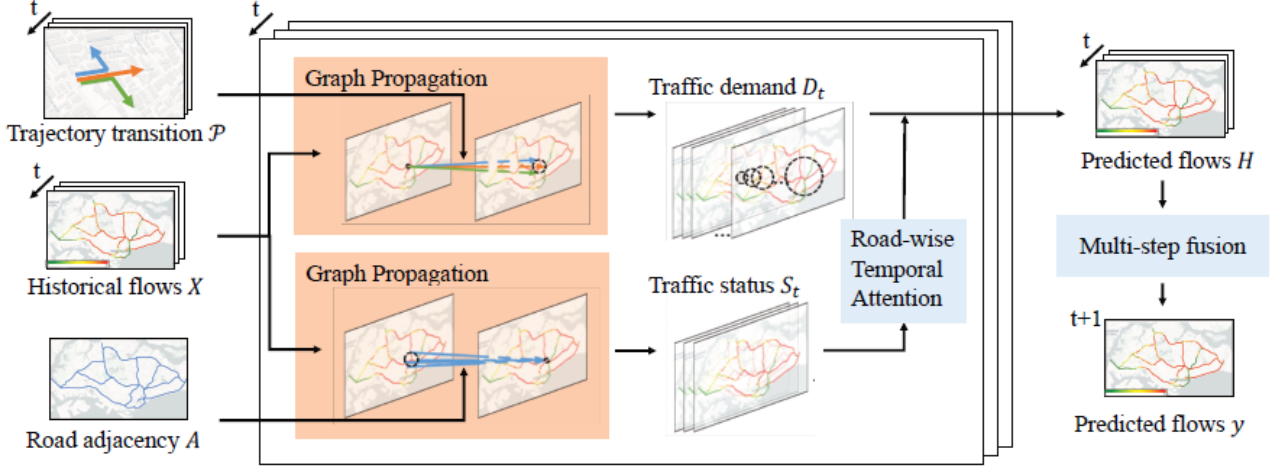 t
t
Graph Propagation
Trajectory transition 𝒫
Traffic demand D_t
t
Predicted flows H
t
Historical flows X
...
Road-wise
Temporal
Attention
Multi-step fusion
Graph Propagation
Traffic status S_t
t+1
Road adjacency A
Predicted flows y